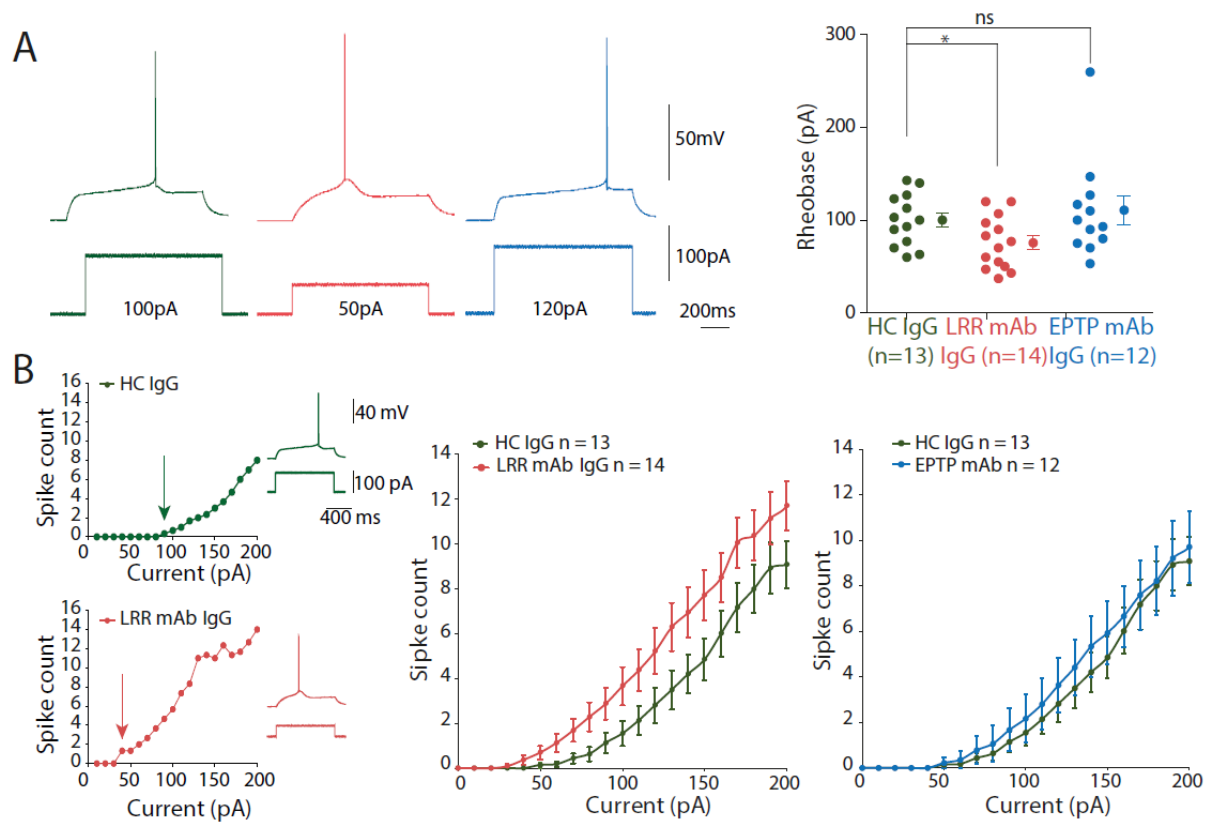 A
50mV
100pA
200ms
100pA
50pA
120pA
ns
*
300
200
100
0
Rheobase (pA)
HC IgG
(n=13)
LRR mAb
IgG (n=14)
EPTP mAb
IgG (n=12)
B
HC IgG
16
14
12
10
8
6
4
2
0
Spike count
50
100
150
200
Current (pA)
40 mV
100 pA
400 ms
LRR mAb IgG
16
14
12
10
8
6
4
2
0
Spike count
50
100
150
200
Current (pA)
HC IgG n = 13
LRR mAb IgG n = 14
14
12
10
8
6
4
2
0
Sipke count
0
50
100
150
200
Current (pA)
HC IgG n = 13
EPTP mAb n = 12
14
12
10
8
6
4
2
0
Sipke count
0
50
100
150
200
Current (pA)